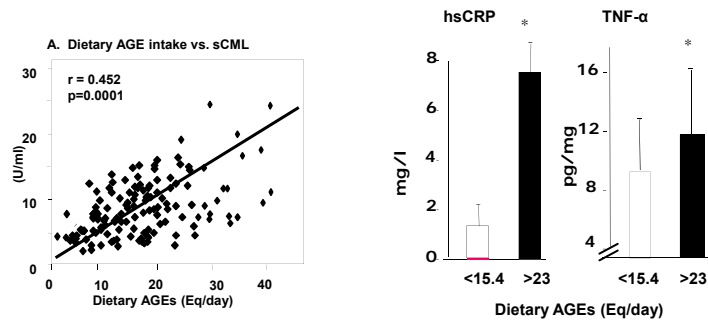 A. Dietary AGE intake vs. sCML
r = 0.452
p=0.0001
30
20
10
0
(U/ml)
0 10 20 30 40
Dietary AGEs (Eq/day)
hsCRP
*
8
6
4
2
0
mg/l
<15.4 >23
TNF-α
*
16
12
8
4
pg/mg
<15.4 >23
Dietary AGEs (Eq/day)